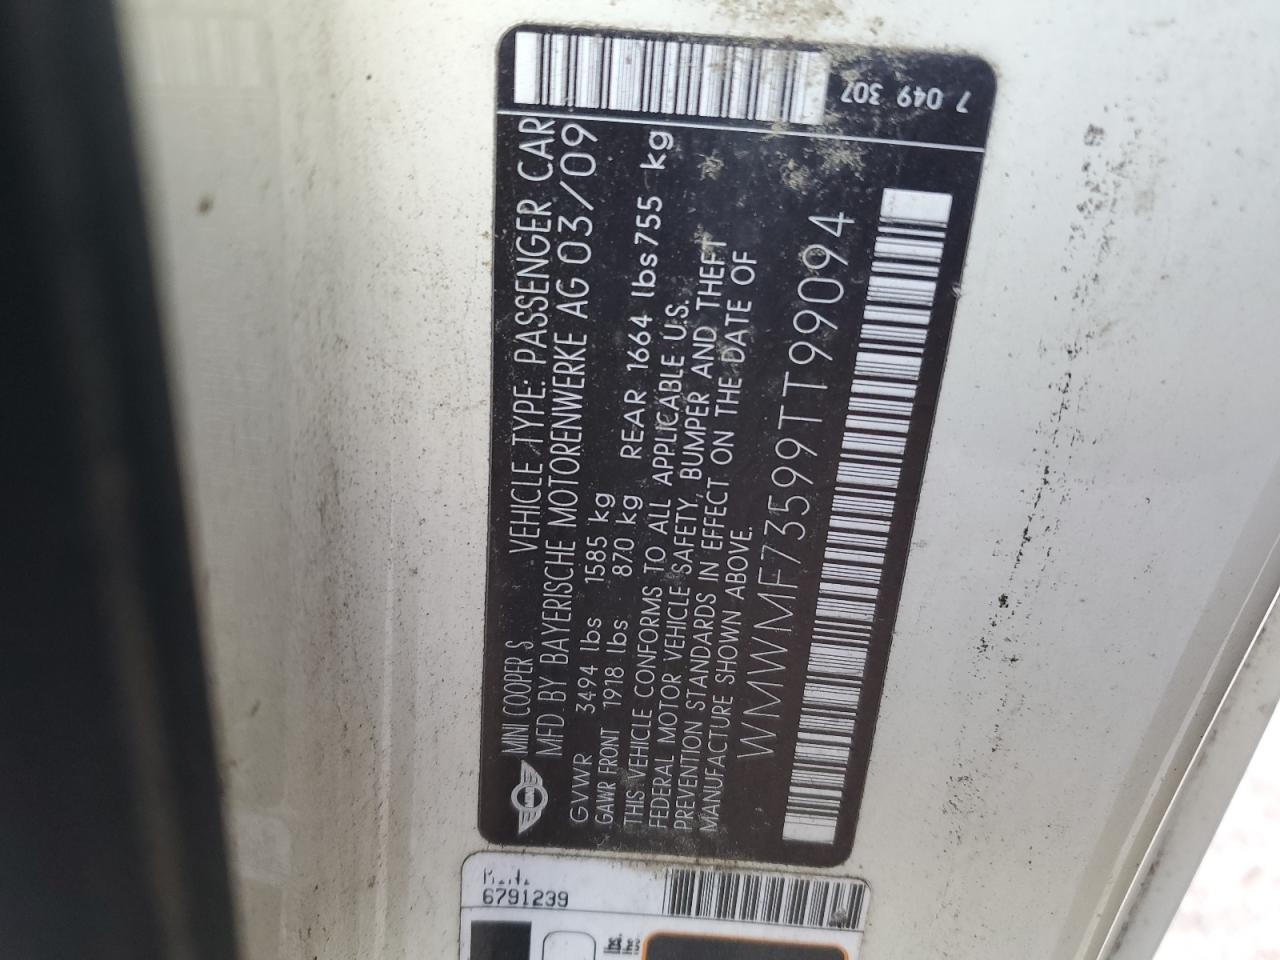 7 049 307
MINI COOPER S VEHICLE TYPE: PASSENGER CAR
MFD BY BAYERISCHE MOTORENWERKE AG 03/09
GVWR 3494 lbs 1585 kg
GAWR FRONT 1918 lbs 870 kg REAR 1664 lbs 755 kg
THIS VEHICLE CONFORMS TO ALL APPLICABLE U.S.
FEDERAL MOTOR VEHICLE SAFETY, BUMPER AND THEFT
PREVENTION STANDARDS IN EFFECT ON THE DATE OF
MANUFACTURE SHOWN ABOVE.
WMWMF73599TT99094
6791239
lbs.